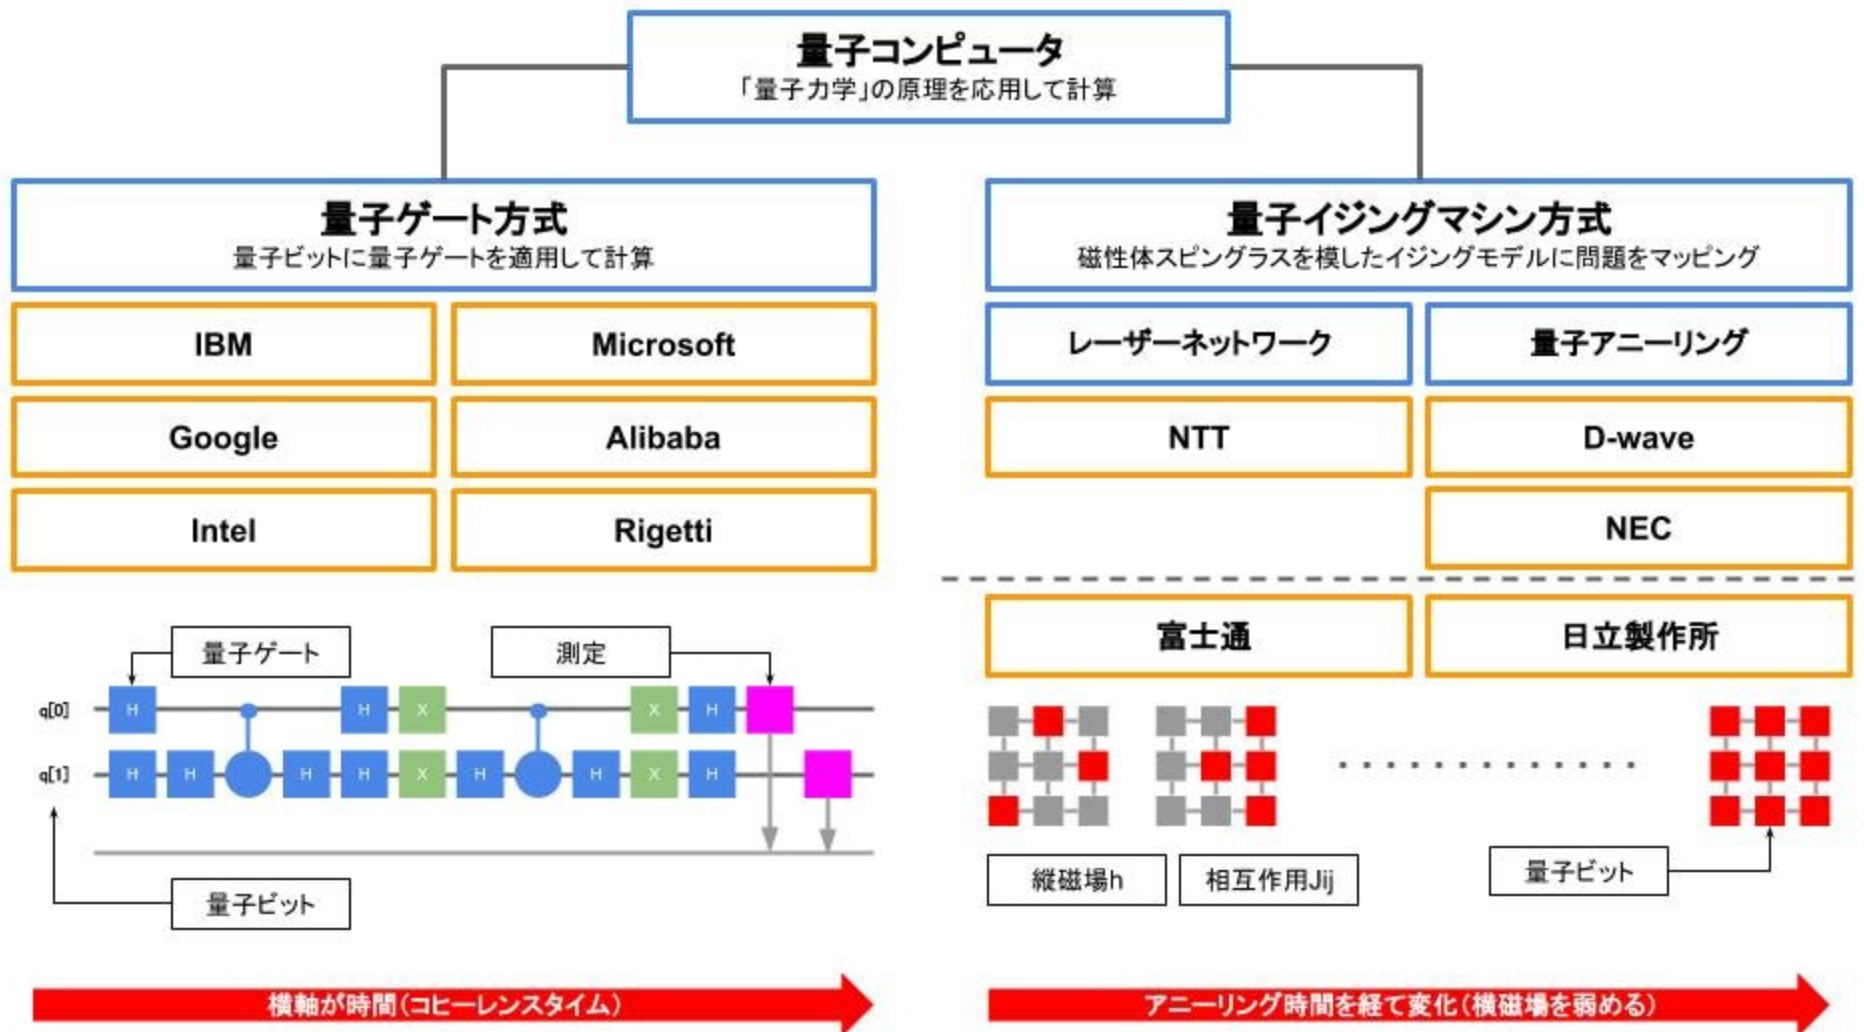 量子コンピュータ
「量子力学」の原理を応用して計算
量子ゲート方式
量子ビットに量子ゲートを適用して計算
IBM
Microsoft
Google
Alibaba
Intel
Rigetti
量子ゲート
測定
q[0]
H
H
X
X
H
q[1]
H
H
H
H
X
H
H
X
H
量子ビット
横軸が時間(コヒーレンスタイム)
量子イジングマシン方式
磁性体スピングラスを模したイジングモデルに問題をマッピング
レーザーネットワーク
量子アニーリング
NTT
D-wave
NEC
富士通
日立製作所
縦磁場h
相互作用Jij
量子ビット
アニーリング時間を経て変化(横磁場を弱める)